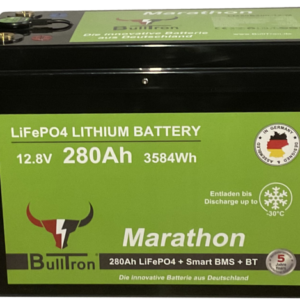 Marathon
Die innovative Batterie
aus Deutschland
LiFePO4 LITHIUM BATTERY
12.8V 280Ah 3584Wh
IN GERMANY
Entladen bis
Discharge up to
-30°C
BullTron
Marathon
280Ah LiFePO4 + Smart BMS + BT
Die innovative Batterie aus Deutschland
5